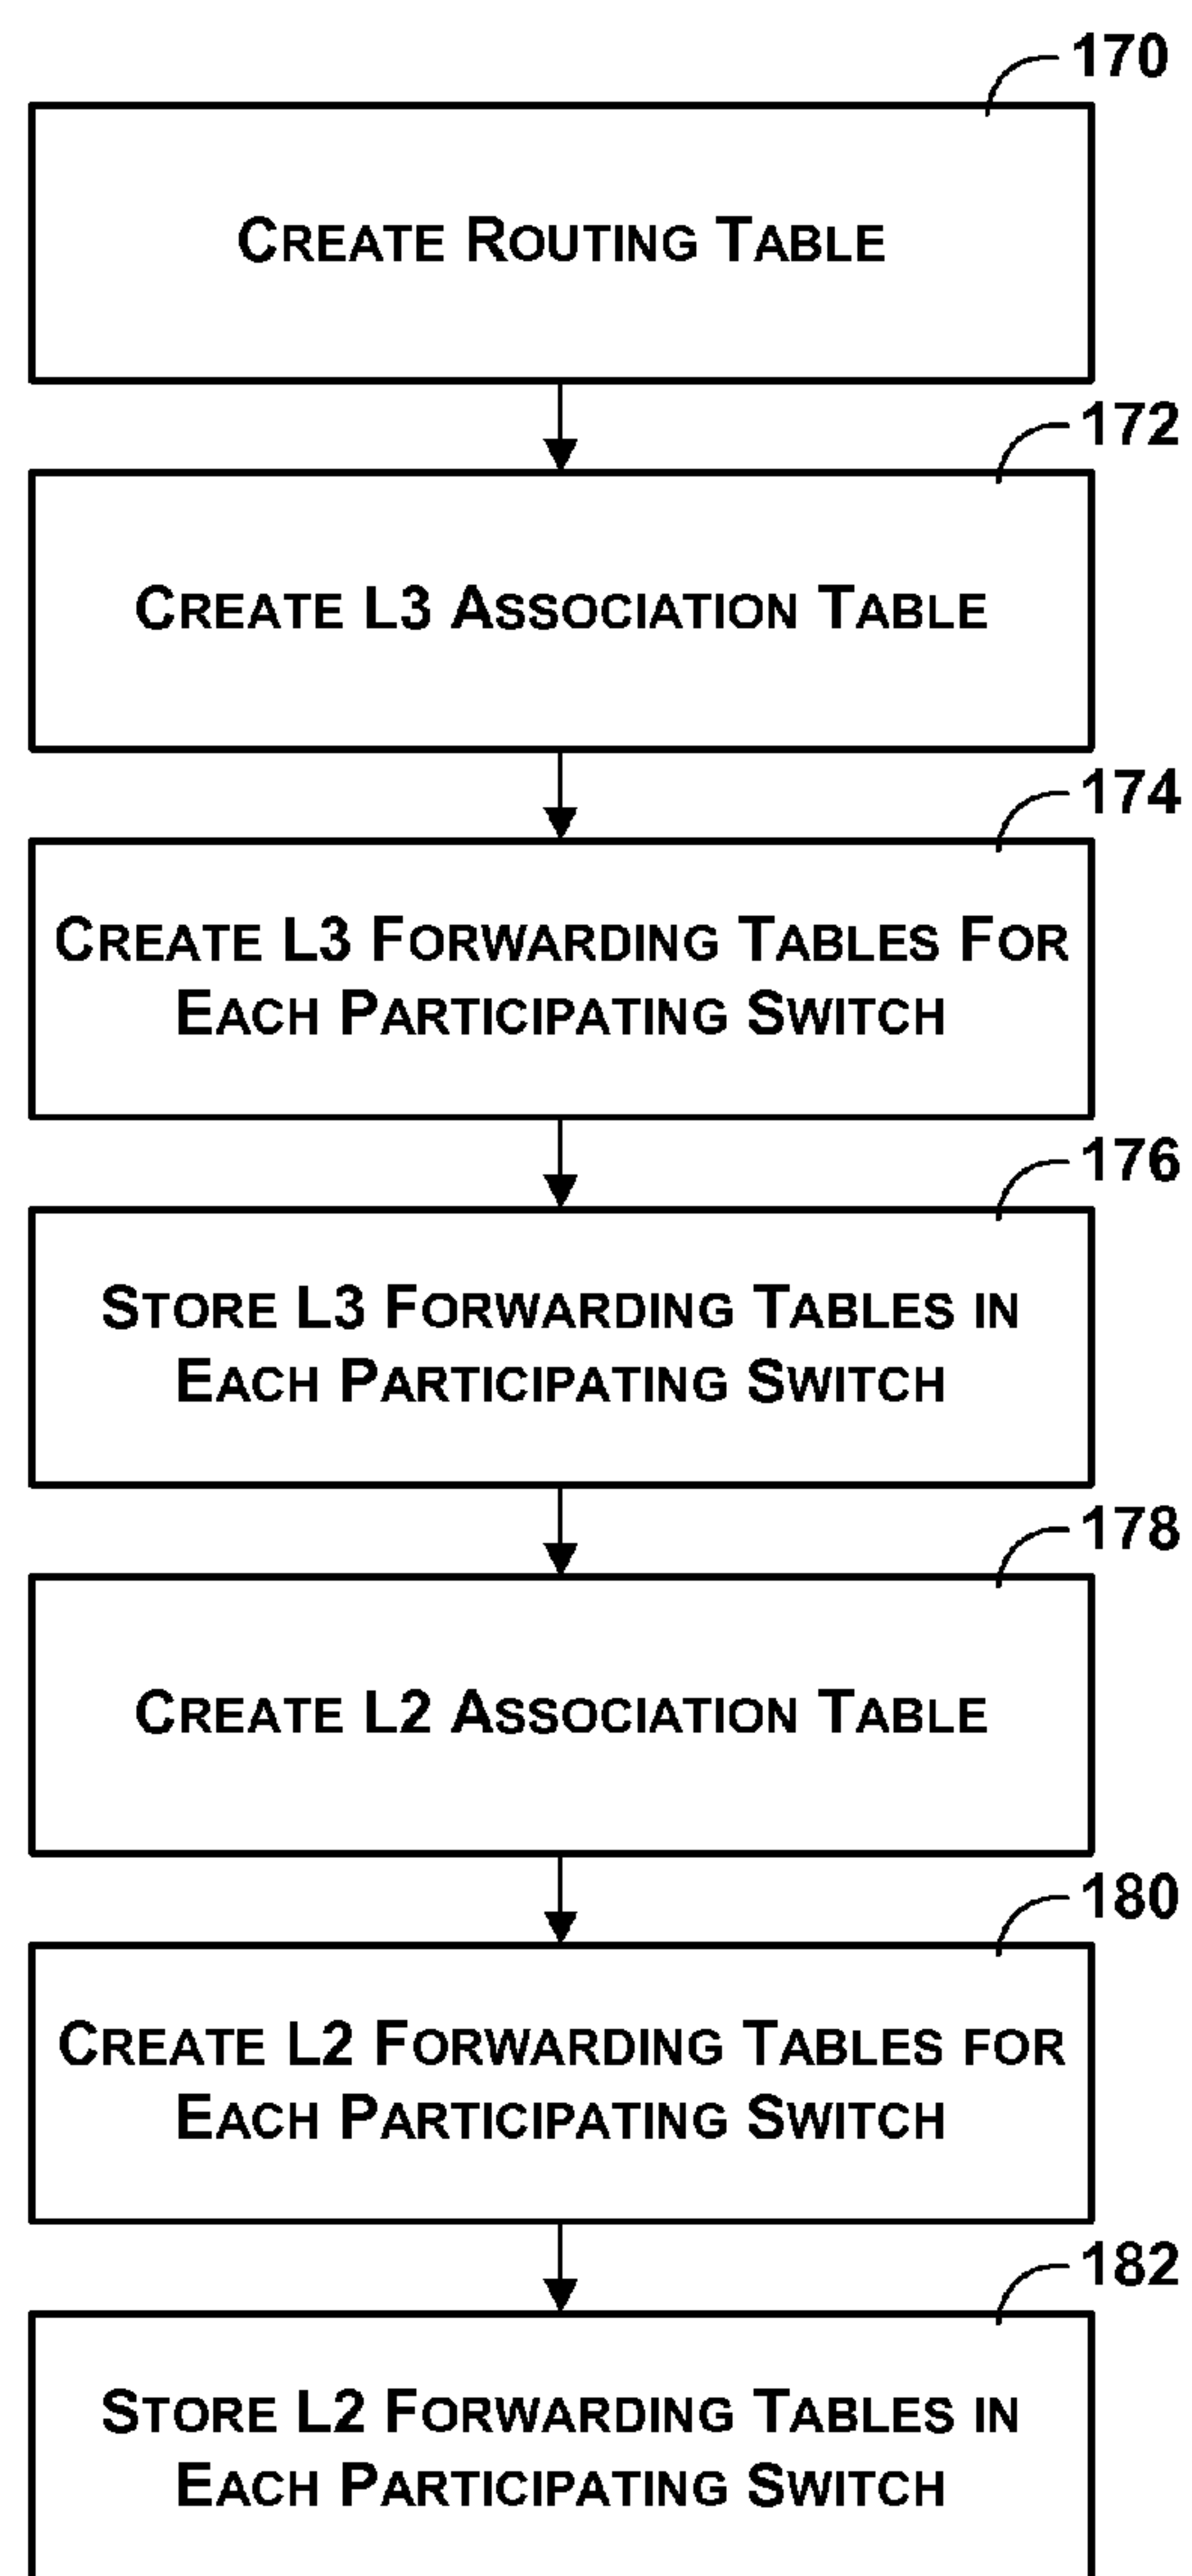 170
CREATE ROUTING TABLE
172
CREATE L3 ASSOCIATION TABLE
174
CREATE L3 FORWARDING TABLES FOR
EACH PARTICIPATING SWITCH
176
STORE L3 FORWARDING TABLES IN
EACH PARTICIPATING SWITCH
178
CREATE L2 ASSOCIATION TABLE
180
CREATE L2 FORWARDING TABLES FOR
EACH PARTICIPATING SWITCH
182
STORE L2 FORWARDING TABLES IN
EACH PARTICIPATING SWITCH